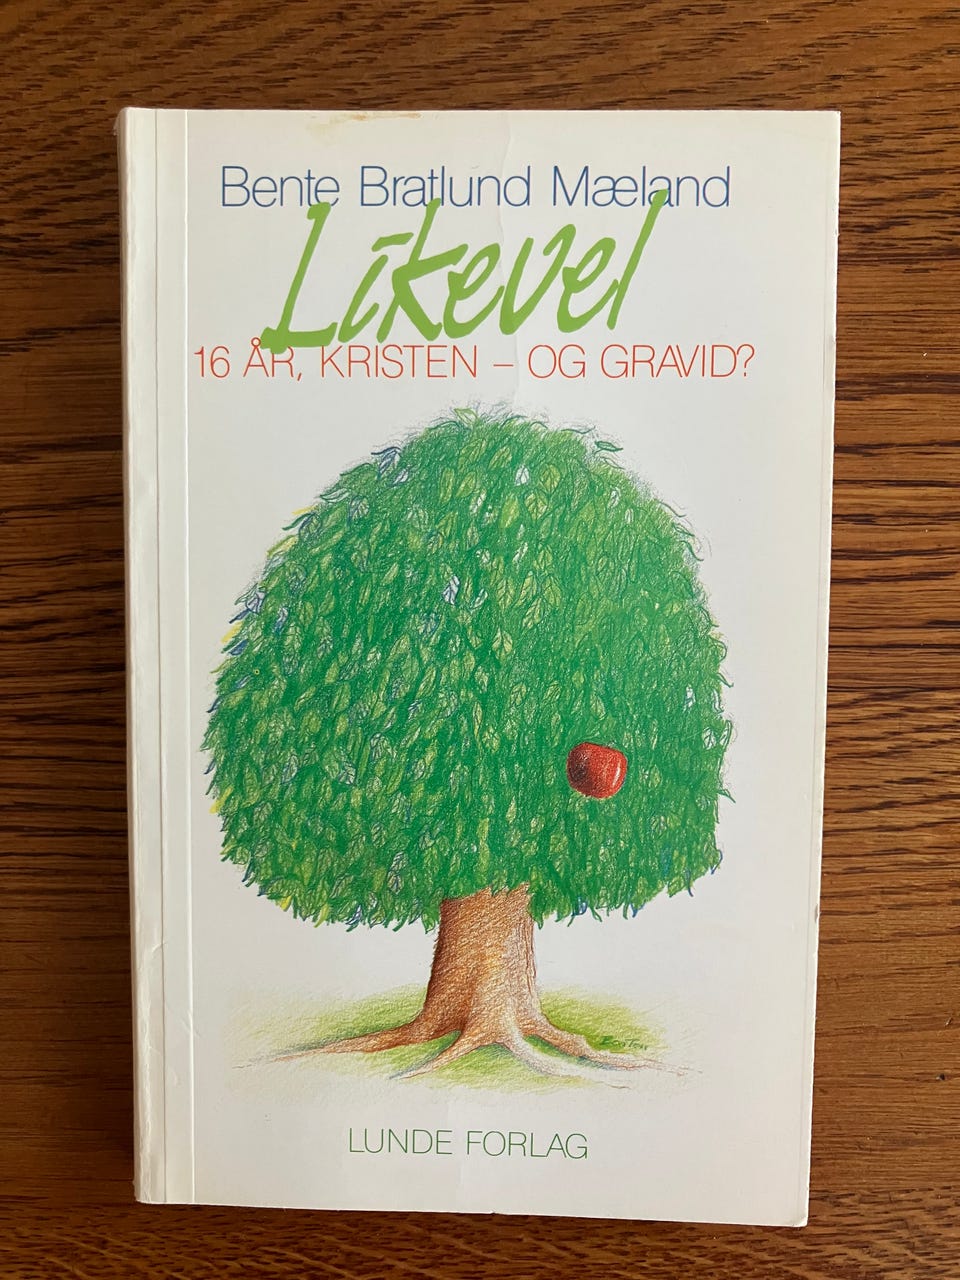 Bente Bratlund Mæland
Likevel
16 ÅR, KRISTEN – OG GRAVID?
LUNDE FORLAG